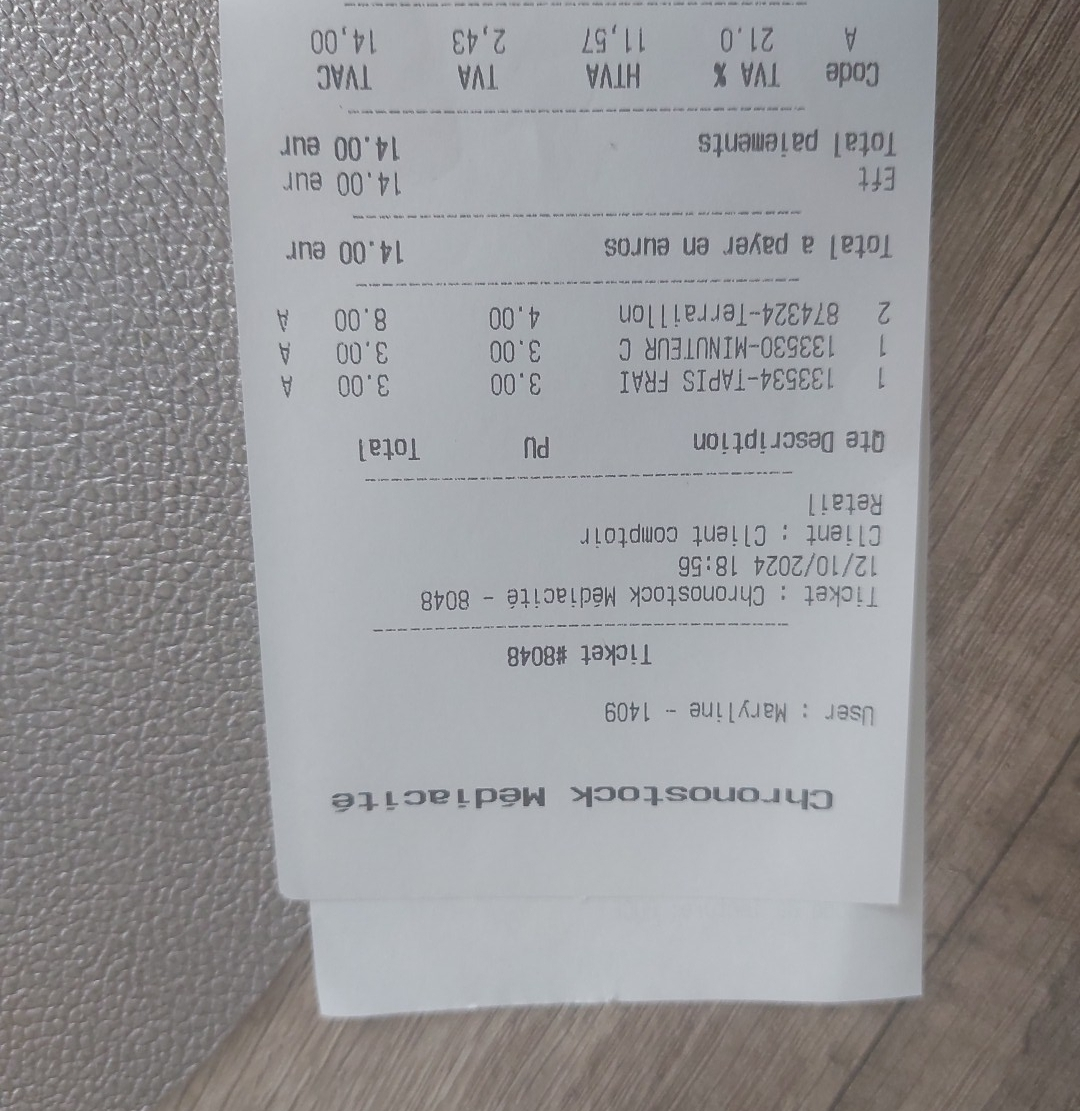 Chronostock Médiacité
User : Maryline - 1409
Ticket #8048
Ticket : Chronostock Médiacité - 8048
12/10/2024 18:56
Client : Client comptoir
Retail
Qte Description PU Total
1 133534-TAPIS FRAI 3.00 3.00 A
1 133530-MINUTEUR C 3.00 3.00 A
2 874324-Terraillon 4.00 8.00 A
Total a payer en euros 14.00 eur
Eft 14.00 eur
Total paiements 14.00 eur
Code TVA % HTVA TVA TVAC
A 21.0 11,57 2,43 14,00